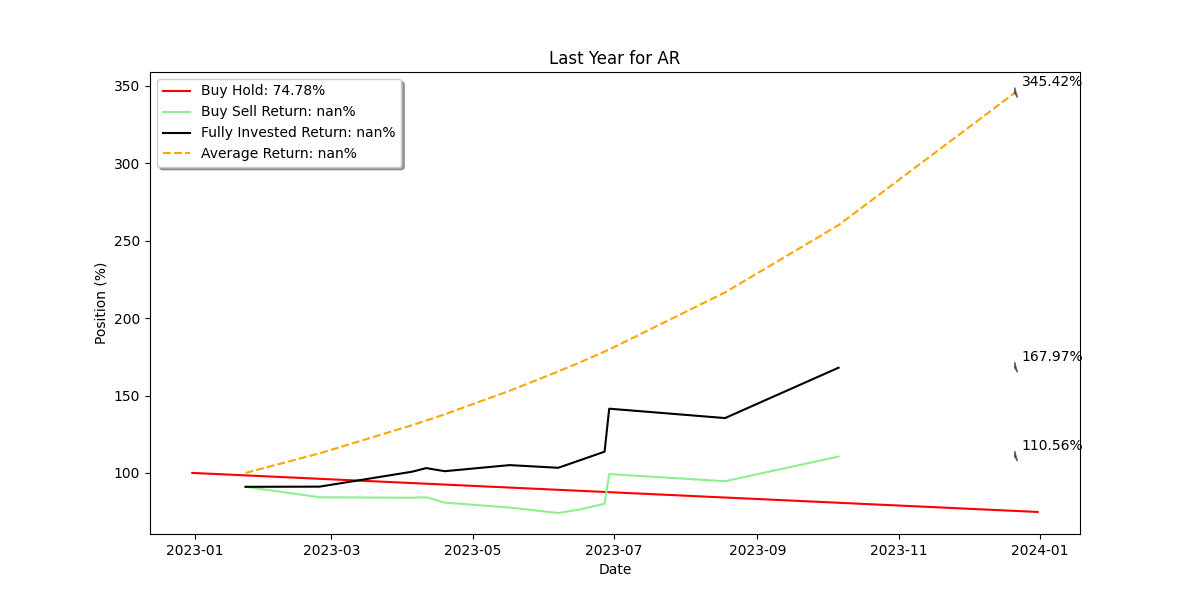 Last Year for AR
Buy Hold: 74.78%
Buy Sell Return: nan%
Fully Invested Return: nan%
Average Return: nan%
345.42%
167.97%
110.56%
350
300
250
200
150
100
Position (%)
2023-01 2023-03 2023-05 2023-07 2023-09 2023-11 2024-01
Date